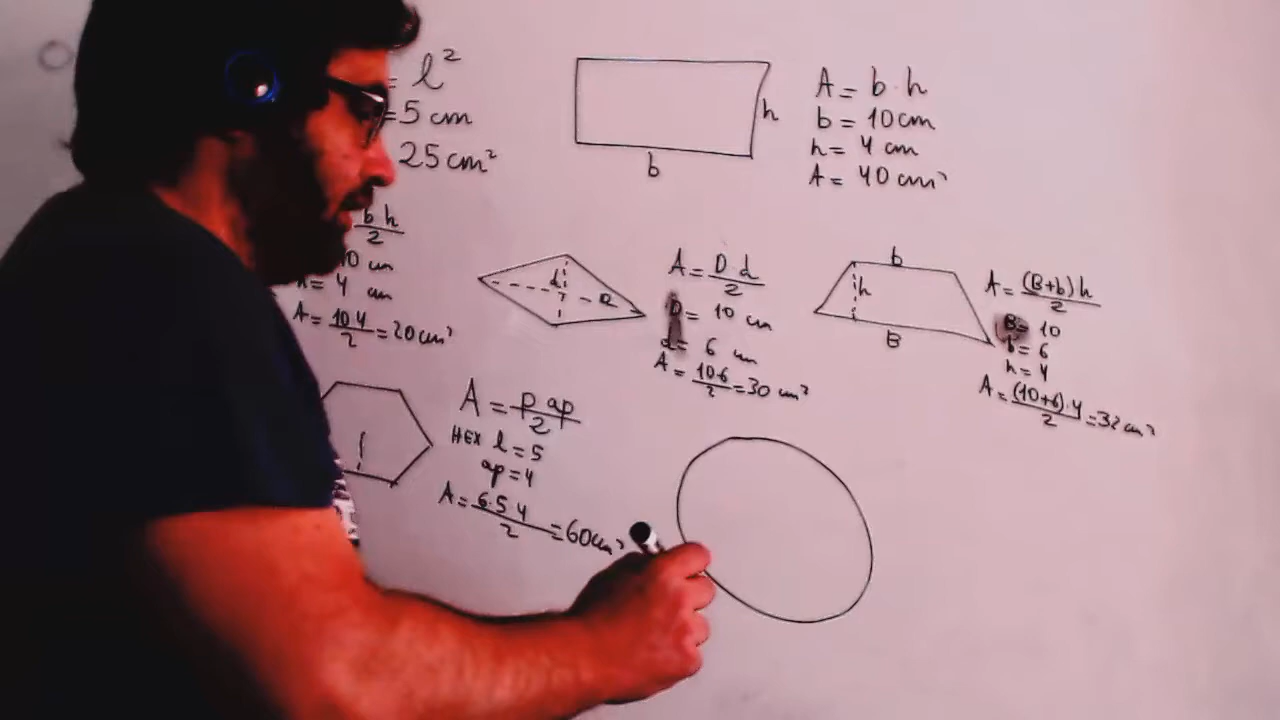 = l²
=5 cm
25 cm²
h
b
A = b·h
b = 10 cm
h = 4 cm
A = 40 cm²
b h
2
10 cm
= 4 cm
A = 10·4 = 20 cm²
2
d
D
A = D·d
2
D = 10 cm
d = 6 cm
A = 10·6 = 30 cm²
2
b
h
B
A = (B+b)h
2
B = 10
b = 6
h = 4
A = (10+6)·4 = 32 cm²
2
A = p·ap
2
HEX l = 5
ap = 4
A = 6·5·4 = 60 cm²
2